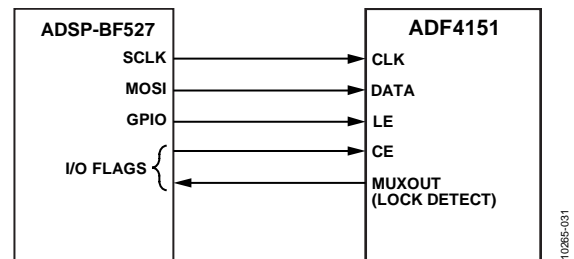 ADSP-BF527
SCLK
MOSI
GPIO
I/O FLAGS
ADF4151
CLK
DATA
LE
CE
MUXOUT
(LOCK DETECT)
10265-031